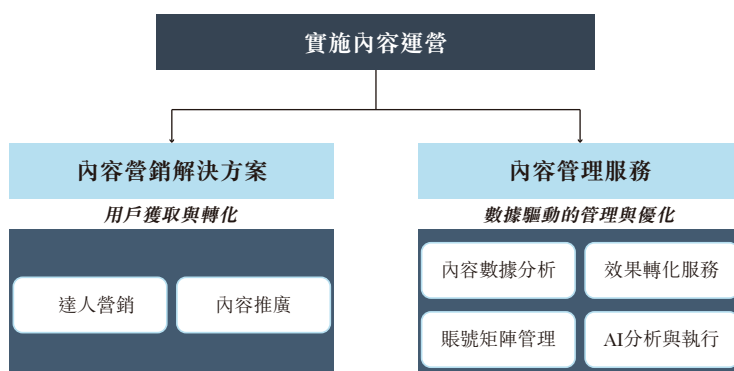 實施內容運營
內容營銷解決方案
內容管理服務
用戶獲取與轉化
數據驅動的管理與優化
達人營銷
內容推廣
內容數據分析
效果轉化服務
賬號矩陣管理
AI分析與執行